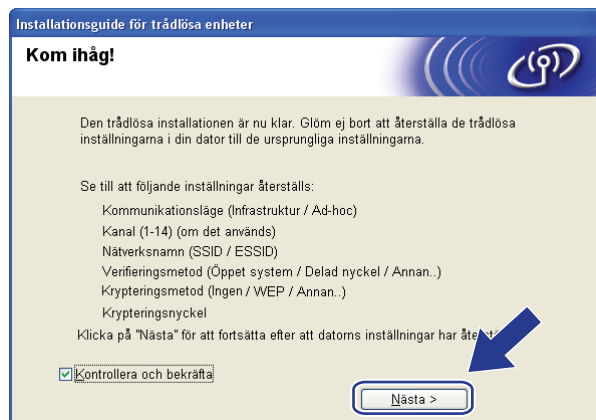 Installationsguide för trådlösa enheter
Kom ihåg!
Den trådlösa installationen är nu klar. Glöm ej bort att återställa de trådlösa
inställningarna i din dator till de ursprungliga inställningarna.
Se till att följande inställningar återställs:
Kommunikationsläge (Infrastruktur / Ad-hoc)
Kanal (1-14) (om det används)
Nätverksnamn (SSID / ESSID)
Verifieringsmetod (Öppet system / Delad nyckel / Annan..)
Krypteringsmetod (Ingen / WEP / Annan..)
Krypteringsnyckel
Klicka på "Nästa" för att fortsätta efter att datorns inställningar har
Kontrollera och bekräfta
Nästa >